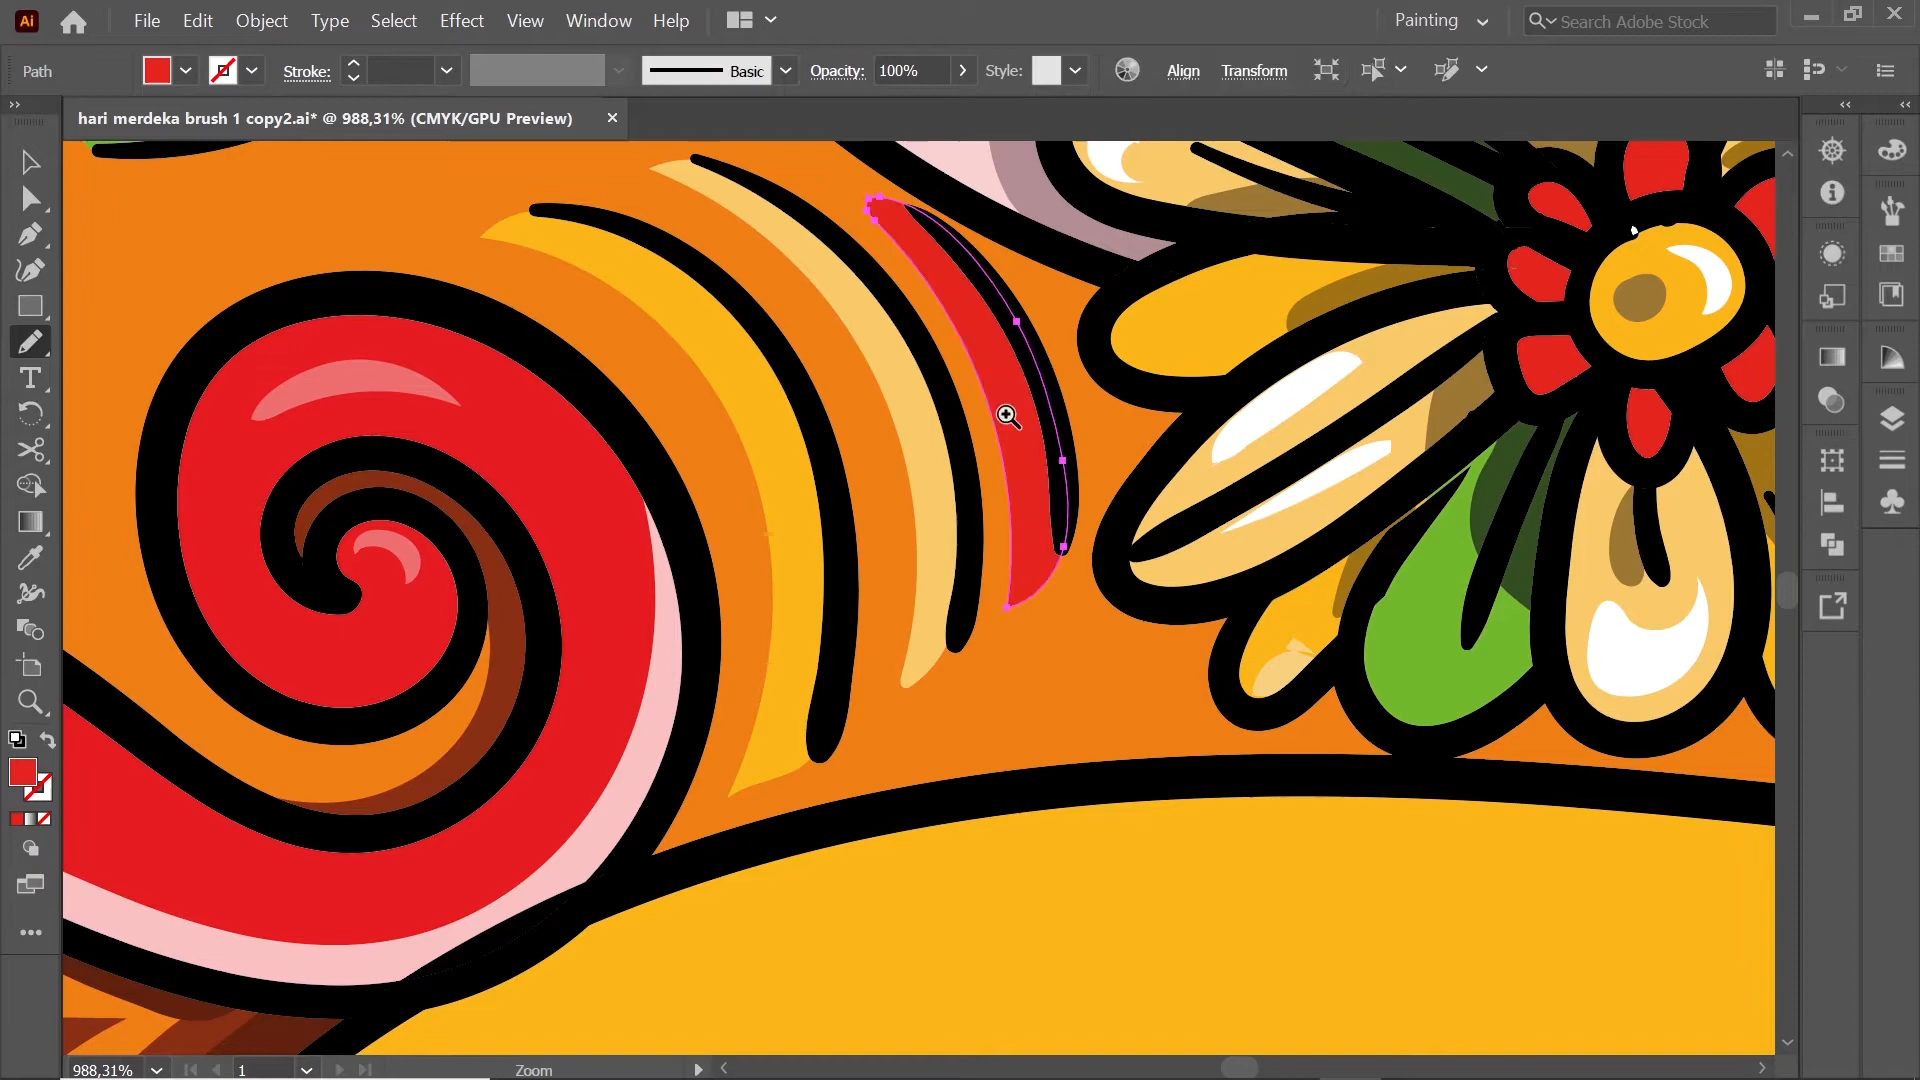 Ai File Edit Object Type Select Effect View Window Help Painting Search Adobe Stock
Path Stroke: Basic Opacity: 100% Style: Align Transform
hari merdeka brush 1 copy2.ai* @ 988,31% (CMYK/GPU Preview)
988,31% 1 Zoom